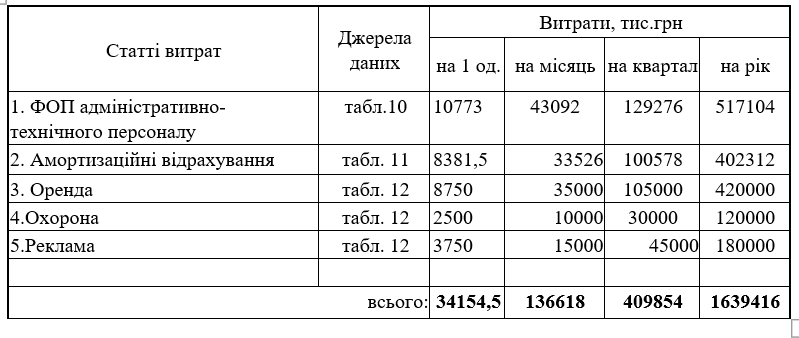 Статті витрат Джерела даних Витрати, тис.грн
на 1 од. на місяць на квартал на рік
1. ФОП адміністративно-
технічного персоналу табл.10 10773 43092 129276 517104
2. Амортизаційні відрахування табл. 11 8381,5 33526 100578 402312
3. Оренда табл. 12 8750 35000 105000 420000
4.Охорона табл. 12 2500 10000 30000 120000
5.Реклама табл. 12 3750 15000 45000 180000
всього: 34154,5 136618 409854 1639416